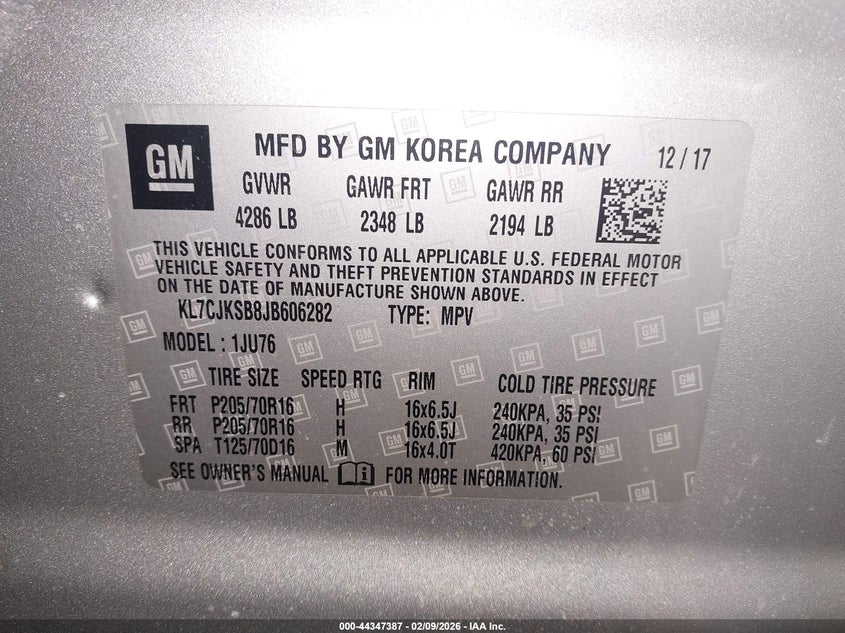 GM
MFD BY GM KOREA COMPANY 12 / 17
GVWR GAWR FRT GAWR RR
4286 LB 2348 LB 2194 LB
THIS VEHICLE CONFORMS TO ALL APPLICABLE U.S. FEDERAL MOTOR
VEHICLE SAFETY AND THEFT PREVENTION STANDARDS IN EFFECT
ON THE DATE OF MANUFACTURE SHOWN ABOVE.
KL7CJKSB8JB606282 TYPE: MPV
MODEL : 1JU76
TIRE SIZE SPEED RTG RIM COLD TIRE PRESSURE
FRT P205/70R16 H 16x6.5J 240KPA, 35 PSI
RR P205/70R16 H 16x6.5J 240KPA, 35 PSI
SPA T125/70D16 M 16x4.0T 420KPA, 60 PSI
SEE OWNER'S MANUAL FOR MORE INFORMATION.
000-44347387 - 02/09/2026 - IAA Inc.